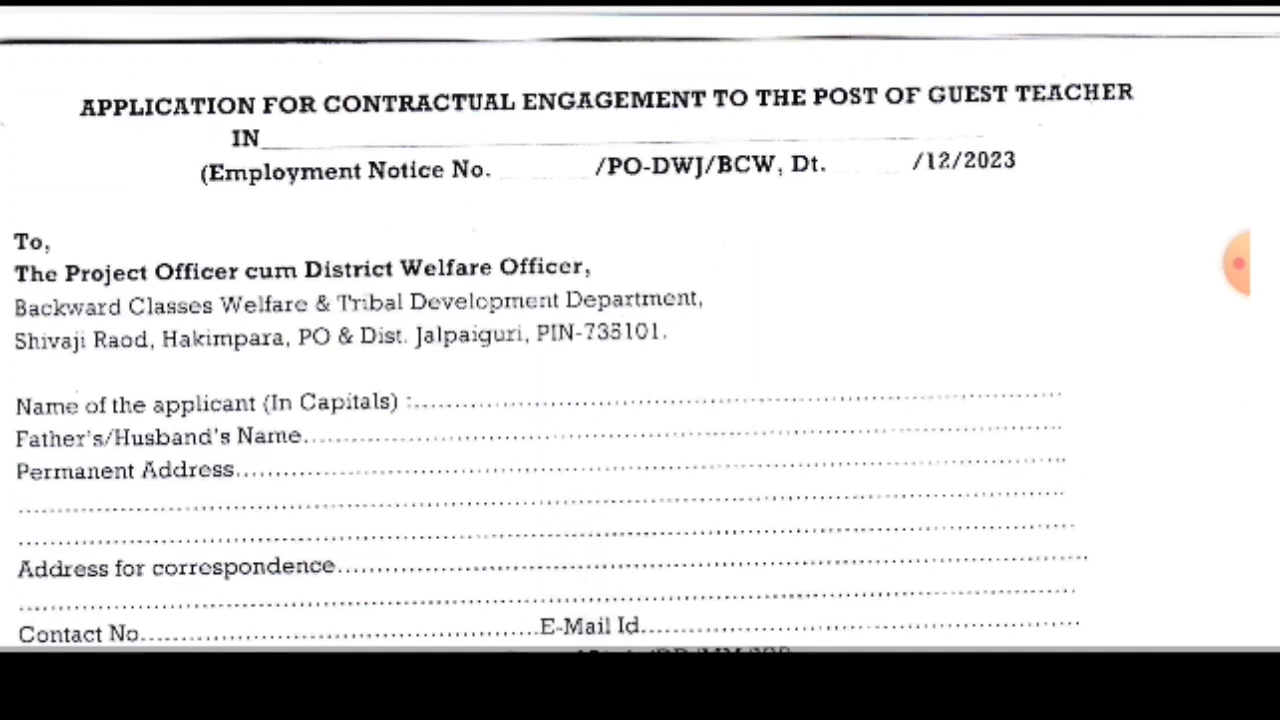 APPLICATION FOR CONTRACTUAL ENGAGEMENT TO THE POST OF GUEST TEACHER
IN
(Employment Notice No. /PO-DWJ/BCW, Dt. /12/2023
To,
The Project Officer cum District Welfare Officer,
Backward Classes Welfare & Tribal Development Department,
Shivaji Raod, Hakimpara, PO & Dist. Jalpaiguri, PIN-735101.
Name of the applicant (In Capitals) :
Father's/Husband's Name
Permanent Address
Address for correspondence
Contact No. E-Mail Id